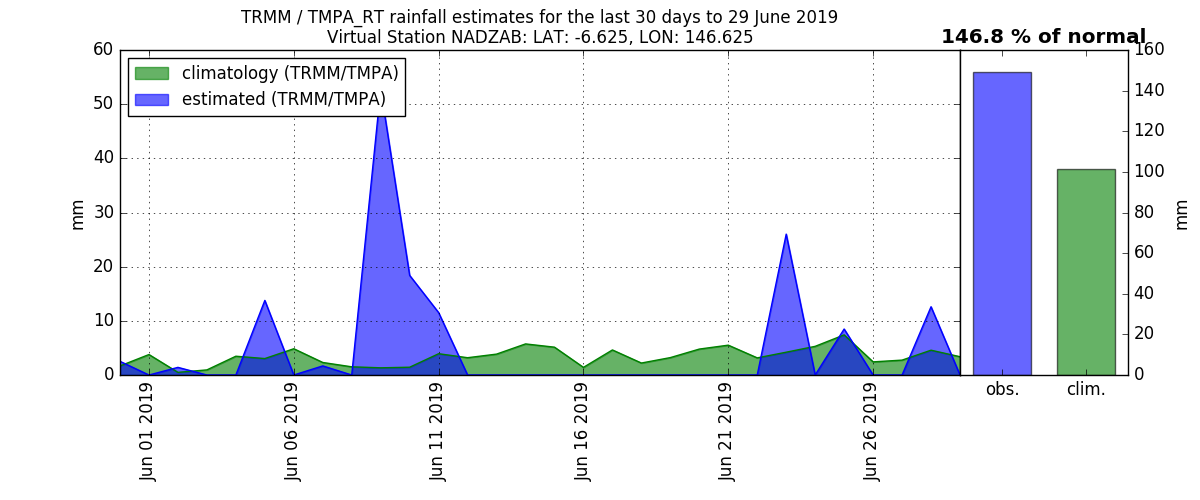 TRMM / TMPA_RT rainfall estimates for the last 30 days to 29 June 2019
Virtual Station NADZAB: LAT: -6.625, LON: 146.625
146.8 % of normal
climatology (TRMM/TMPA)
estimated (TRMM/TMPA)
60
50
40
30
20
10
0
mm
Jun 01 2019
Jun 06 2019
Jun 11 2019
Jun 16 2019
Jun 21 2019
Jun 26 2019
160
140
120
100
80
60
40
20
0
mm
obs.
clim.